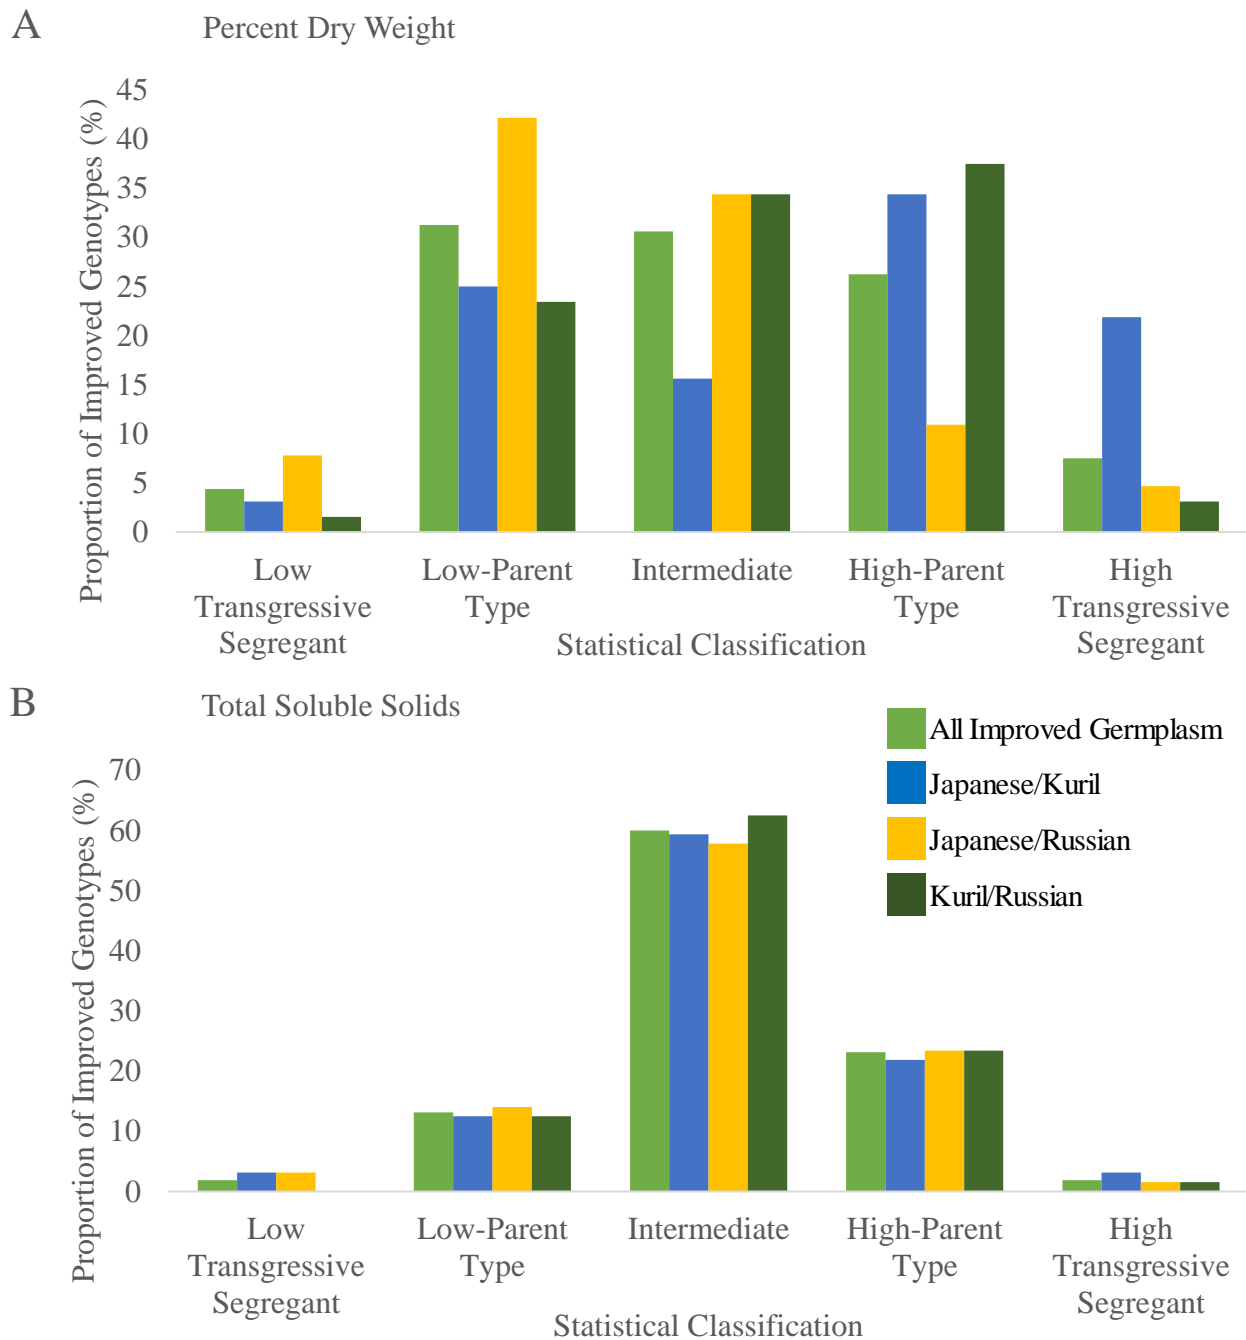 A
Percent Dry Weight
Proportion of Improved Genotypes (%)
45
40
35
30
25
20
15
10
5
0
Low
Transgressive
Segregant
Low-Parent
Type
Intermediate
High-Parent
Type
High
Transgressive
Segregant
Statistical Classification
B
Total Soluble Solids
All Improved Germplasm
Japanese/Kuril
Japanese/Russian
Kuril/Russian
Proportion of Improved Genotypes (%)
70
60
50
40
30
20
10
0
Low
Transgressive
Segregant
Low-Parent
Type
Intermediate
High-Parent
Type
High
Transgressive
Segregant
Statistical Classification